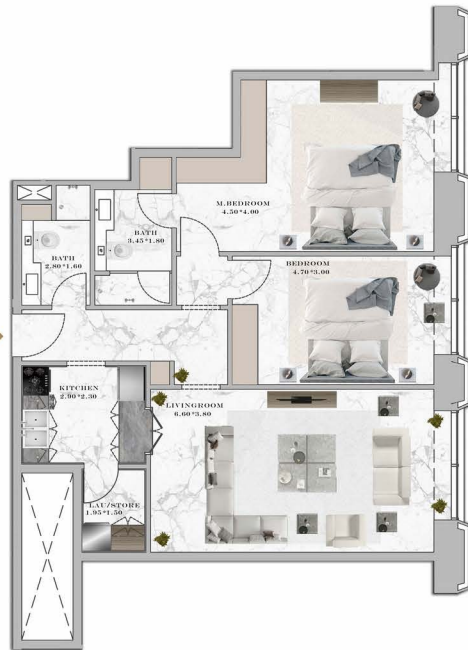 M.BEDROOM
4.50*4.00
BATH
3.45*1.80
BATH
2.80*1.60
BEDROOM
4.70*3.00
KITCHEN
2.90*2.30
LIVINGROOM
6.60*3.80
LAU/STORE
1.95*1.50